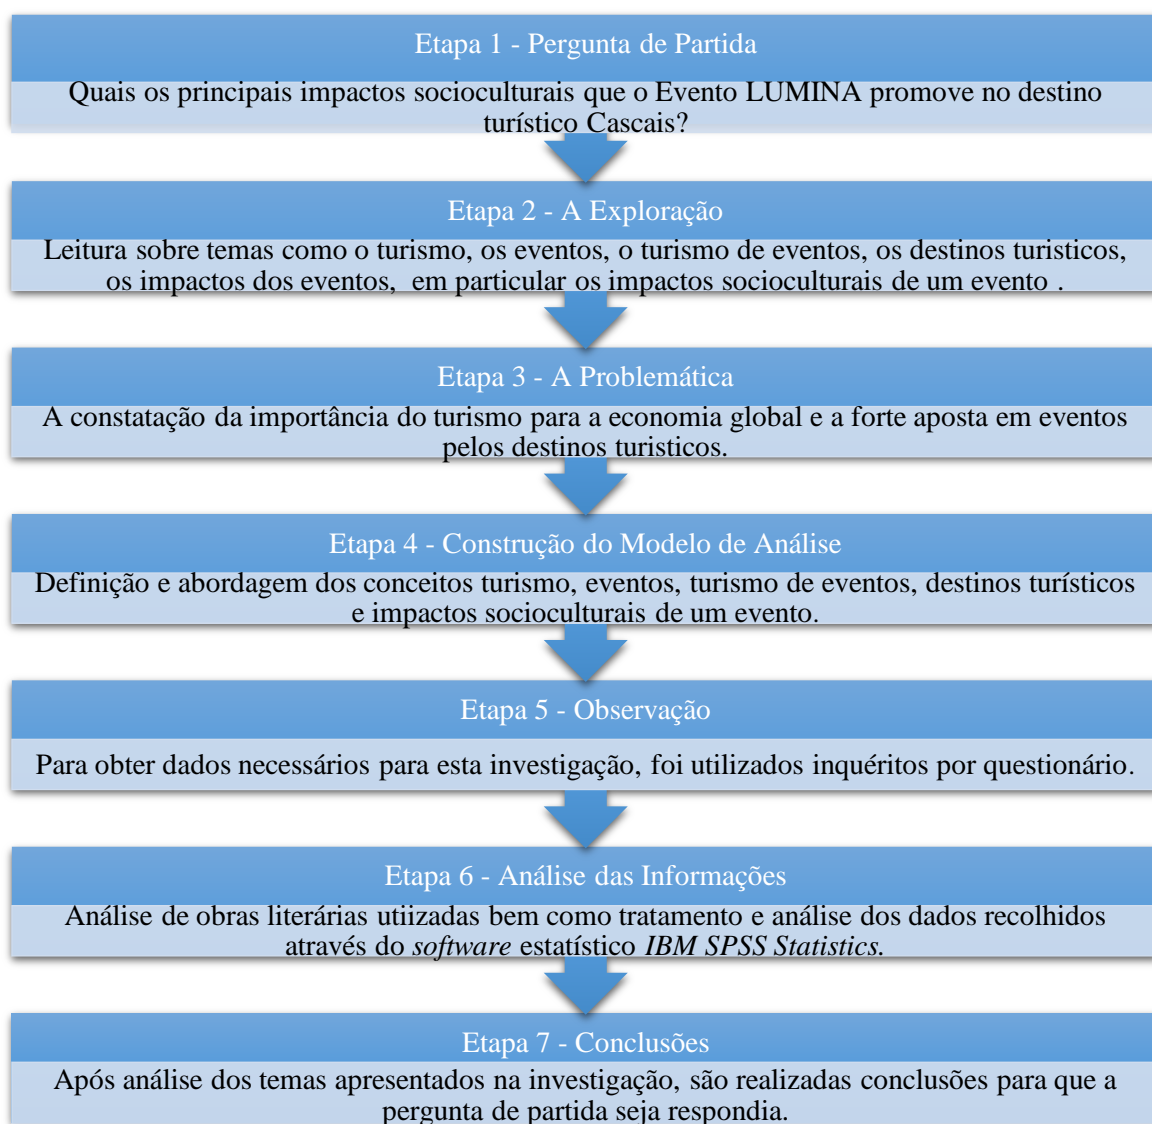 Etapa 1 - Pergunta de Partida
Quais os principais impactos socioculturais que o Evento LUMINA promove no destino
turístico Cascais?
Etapa 2 - A Exploração
Leitura sobre temas como o turismo, os eventos, o turismo de eventos, os destinos turisticos,
os impactos dos eventos, em particular os impactos socioculturais de um evento .
Etapa 3 - A Problemática
A constatação da importância do turismo para a economia global e a forte aposta em eventos
pelos destinos turisticos.
Etapa 4 - Construção do Modelo de Análise
Definição e abordagem dos conceitos turismo, eventos, turismo de eventos, destinos turísticos
e impactos socioculturais de um evento.
Etapa 5 - Observação
Para obter dados necessários para esta investigação, foi utilizados inquéritos por questionário.
Etapa 6 - Análise das Informações
Análise de obras literárias utiizadas bem como tratamento e análise dos dados recolhidos
através do software estatístico IBM SPSS Statistics.
Etapa 7 - Conclusões
Após análise dos temas apresentados na investigação, são realizadas conclusões para que a
pergunta de partida seja respondia.